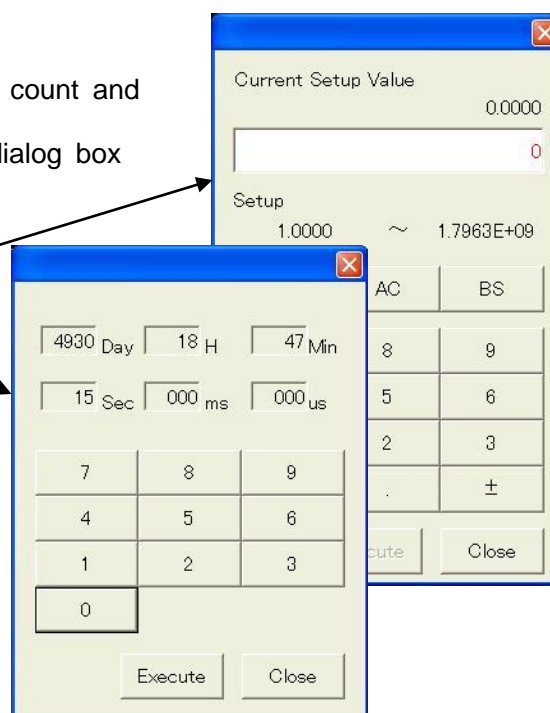 count and
dialog box
Current Setup Value
0.0000
0
Setup
1.0000 ~ 1.7963E+09
AC BS
8 9
5 6
2 3
. ±
Close
4930 Day 18 H 47 Min
15 Sec 000 ms 000 us
7 8 9
4 5 6
1 2 3
0
Execute Close